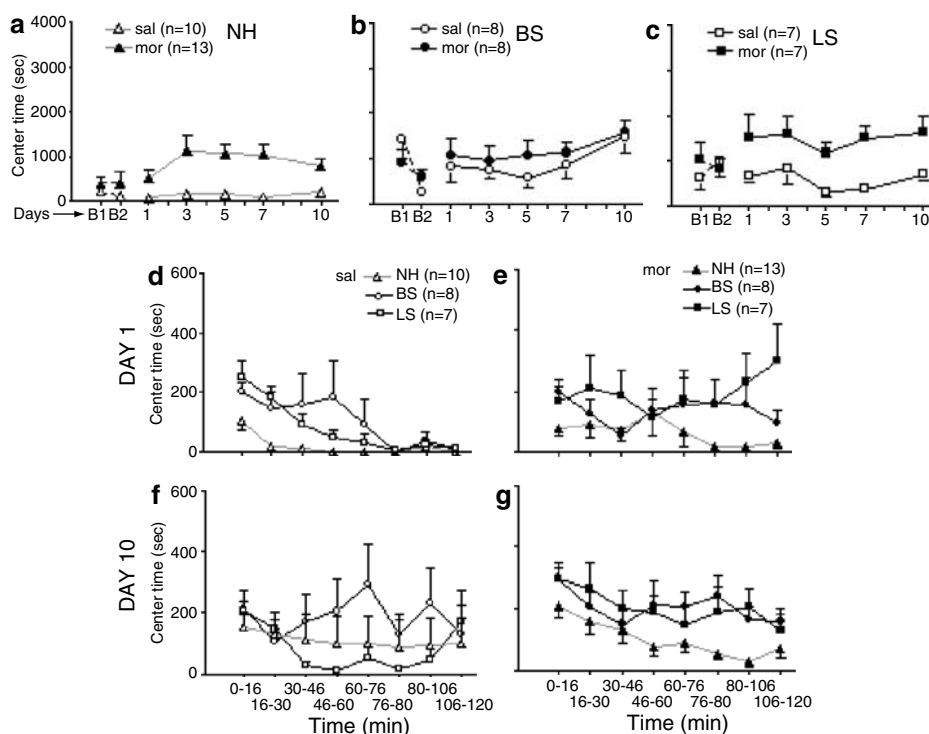 a
4000
3000
2000
1000
0
Center time (sec)
sal (n=10)
mor (n=13)
NH
Days
B1 B2 1 3 5 7 10
b
sal (n=8)
mor (n=8)
BS
B1 B2 1 3 5 7 10
c
sal (n=7)
mor (n=7)
LS
B1 B2 1 3 5 7 10
DAY 1
d
600
400
200
0
Center time (sec)
sal
NH (n=10)
BS (n=8)
LS (n=7)
e
mor
NH (n=13)
BS (n=8)
LS (n=7)
DAY 10
f
600
400
200
0
Center time (sec)
0-16 30-46 60-76 80-106
16-30 46-60 76-80 106-120
Time (min)
g
0-16 30-46 60-76 80-106
16-30 46-60 76-80 106-120
Time (min)